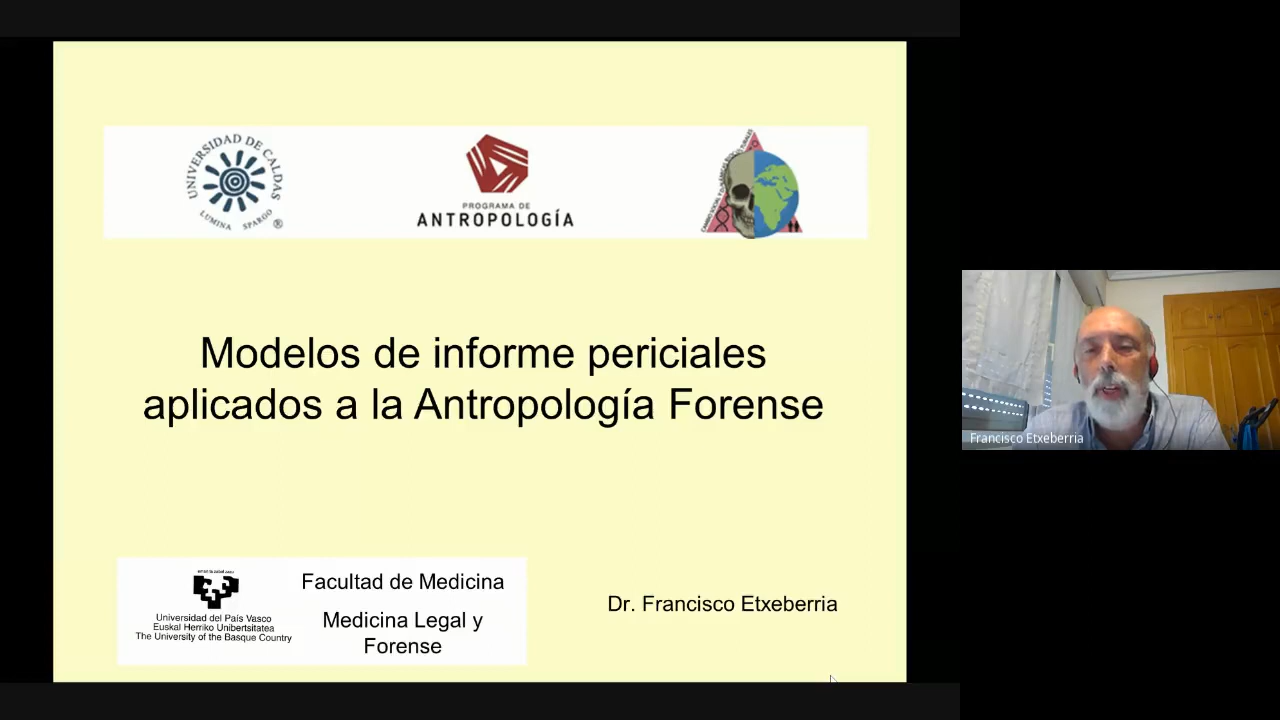 UNIVERSIDAD DE CALDAS
LUMINA SPARGO
®
PROGRAMA DE
ANTROPOLOGÍA
Modelos de informe periciales
aplicados a la Antropología Forense
Universidad del País Vasco
Euskal Herriko Unibertsitatea
The University of the Basque Country
Facultad de Medicina
Medicina Legal y
Forense
Dr. Francisco Etxeberria
Francisco Etxeberria